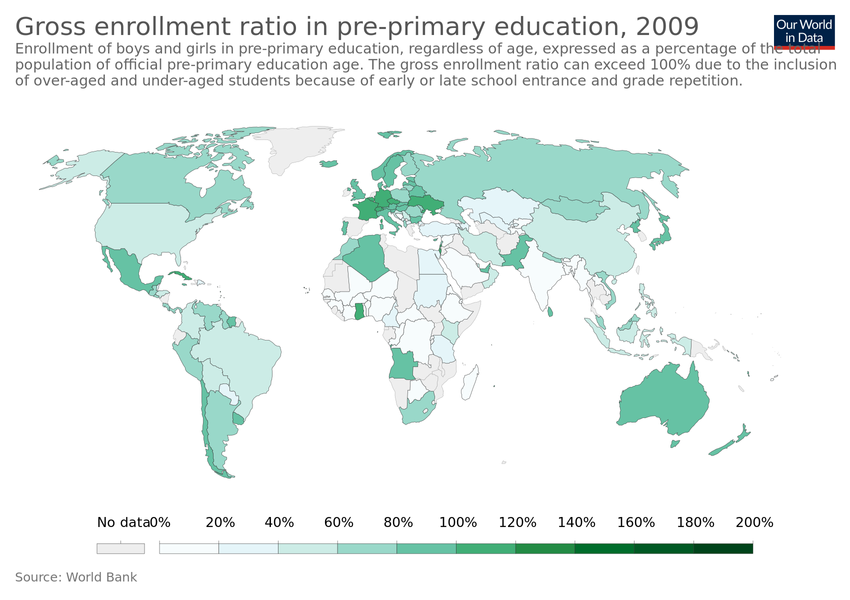 Gross enrollment ratio in pre-primary education, 2009
Our World
in Data
Enrollment of boys and girls in pre-primary education, regardless of age, expressed as a percentage of the total
population of official pre-primary education age. The gross enrollment ratio can exceed 100% due to the inclusion
of over-aged and under-aged students because of early or late school entrance and grade repetition.
No data 0% 20% 40% 60% 80% 100% 120% 140% 160% 180% 200%
Source: World Bank